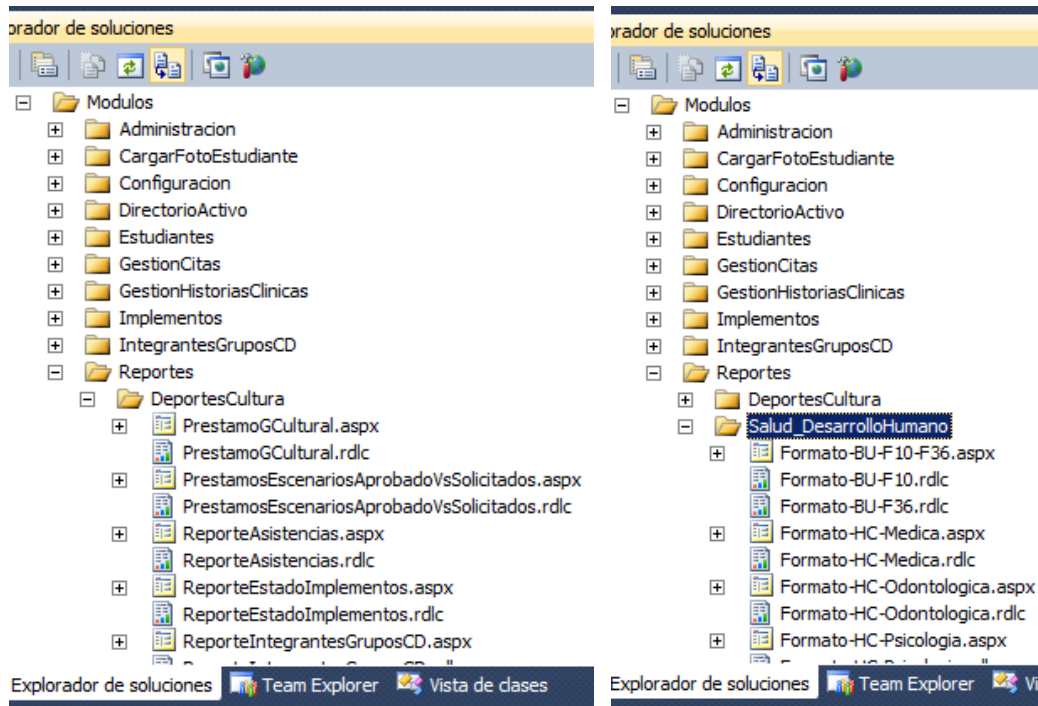 orador de soluciones
Modulos
Administracion
CargarFotoEstudiante
Configuracion
DirectorioActivo
Estudiantes
GestionCitas
GestionHistoriasClinicas
Implementos
IntegrantesGruposCD
Reportes
DeportesCultura
PrestamoGCultural.aspx
PrestamoGCultural.rdlc
PrestamosEscenariosAprobadoVsSolicitados.aspx
PrestamosEscenariosAprobadoVsSolicitados.rdlc
ReporteAsistencias.aspx
ReporteAsistencias.rdlc
ReporteEstadoImplementos.aspx
ReporteEstadoImplementos.rdlc
ReporteIntegrantesGruposCD.aspx
Explorador de soluciones Team Explorer Vista de clases
orador de soluciones
Modulos
Administracion
CargarFotoEstudiante
Configuracion
DirectorioActivo
Estudiantes
GestionCitas
GestionHistoriasClinicas
Implementos
IntegrantesGruposCD
Reportes
DeportesCultura
Salud_DesarrolloHumano
Formato-BU-F10-F36.aspx
Formato-BU-F10.rdlc
Formato-BU-F36.rdlc
Formato-HC-Medica.aspx
Formato-HC-Medica.rdlc
Formato-HC-Odontologica.aspx
Formato-HC-Odontologica.rdlc
Formato-HC-Psicologia.aspx
Explorador de soluciones Team Explorer Vi